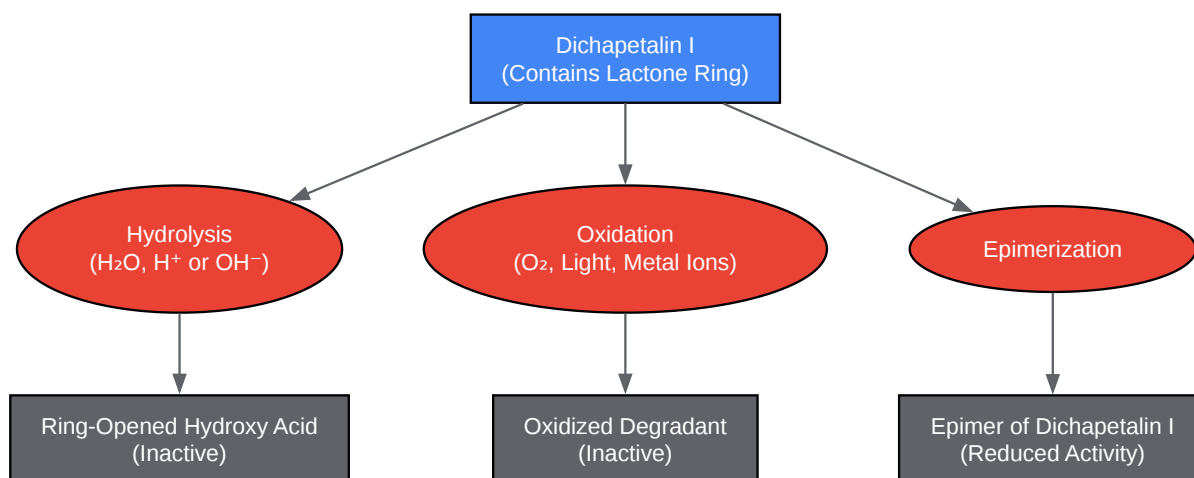 Dichapetalin I
(Contains Lactone Ring)
Hydrolysis
(H₂O, H⁺ or OH⁻)
Oxidation
(O₂, Light, Metal Ions)
Epimerization
Ring-Opened Hydroxy Acid
(Inactive)
Oxidized Degradant
(Inactive)
Epimer of Dichapetalin I
(Reduced Activity)